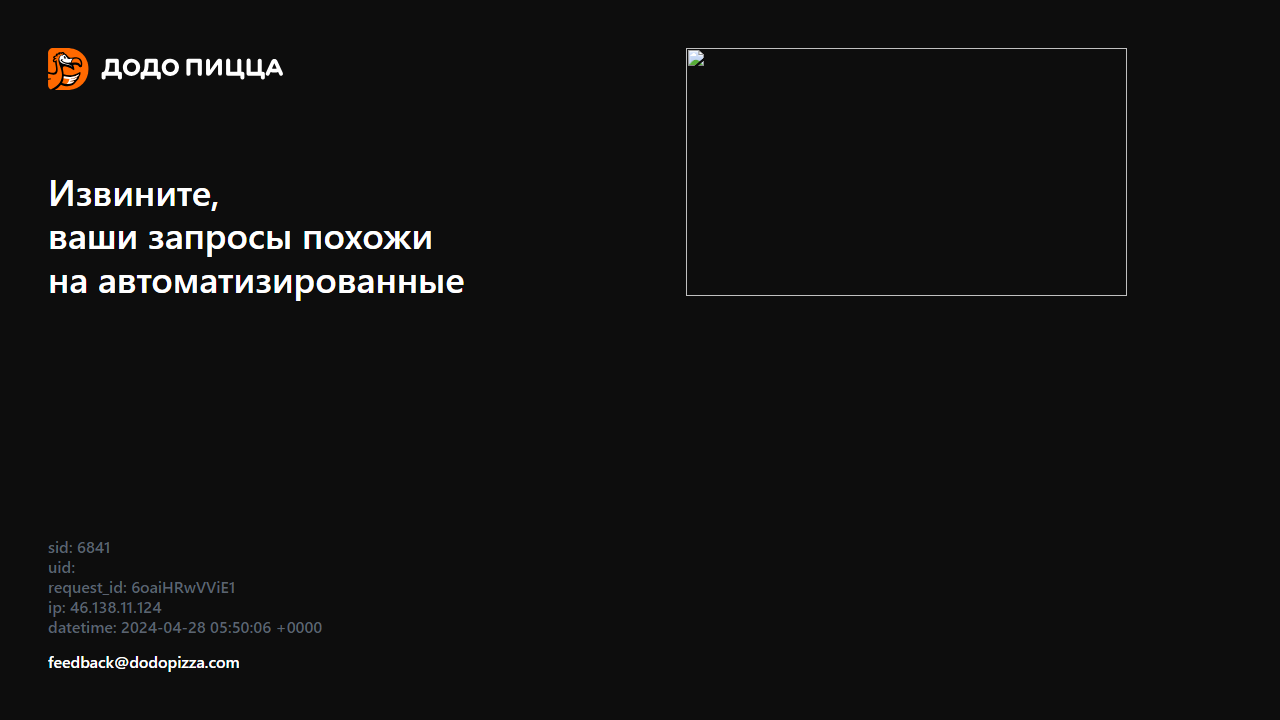 ДОДО ПИЦЦА
Извините,
ваши запросы похожи
на автоматизированные
sid: 6841
uid:
request_id: 6oaiHRwVViE1
ip: 46.138.11.124
datetime: 2024-04-28 05:50:06 +0000
feedback@dodopizza.com